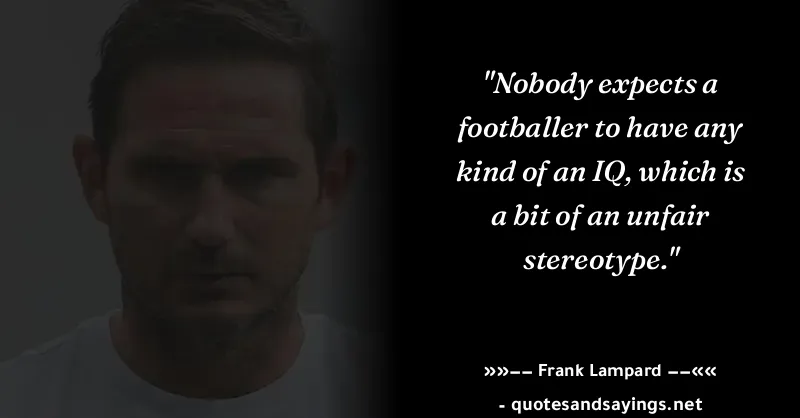 "Nobody expects a
footballer to have any
kind of an IQ, which is
a bit of an unfair
stereotype."
»»–– Frank Lampard ––««
- quotesandsayings.net